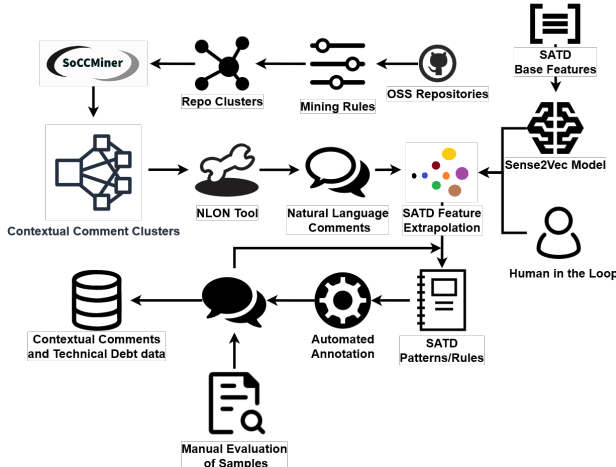 SoCCMiner
Repo Clusters
Mining Rules
OSS Repositories
SATD
Base Features
Sense2Vec Model
Contextual Comment Clusters
NLON Tool
Natural Language
Comments
SATD Feature
Extrapolation
Human in the Loop
Contextual Comments
and Technical Debt data
Automated
Annotation
SATD
Patterns/Rules
Manual Evaluation
of Samples